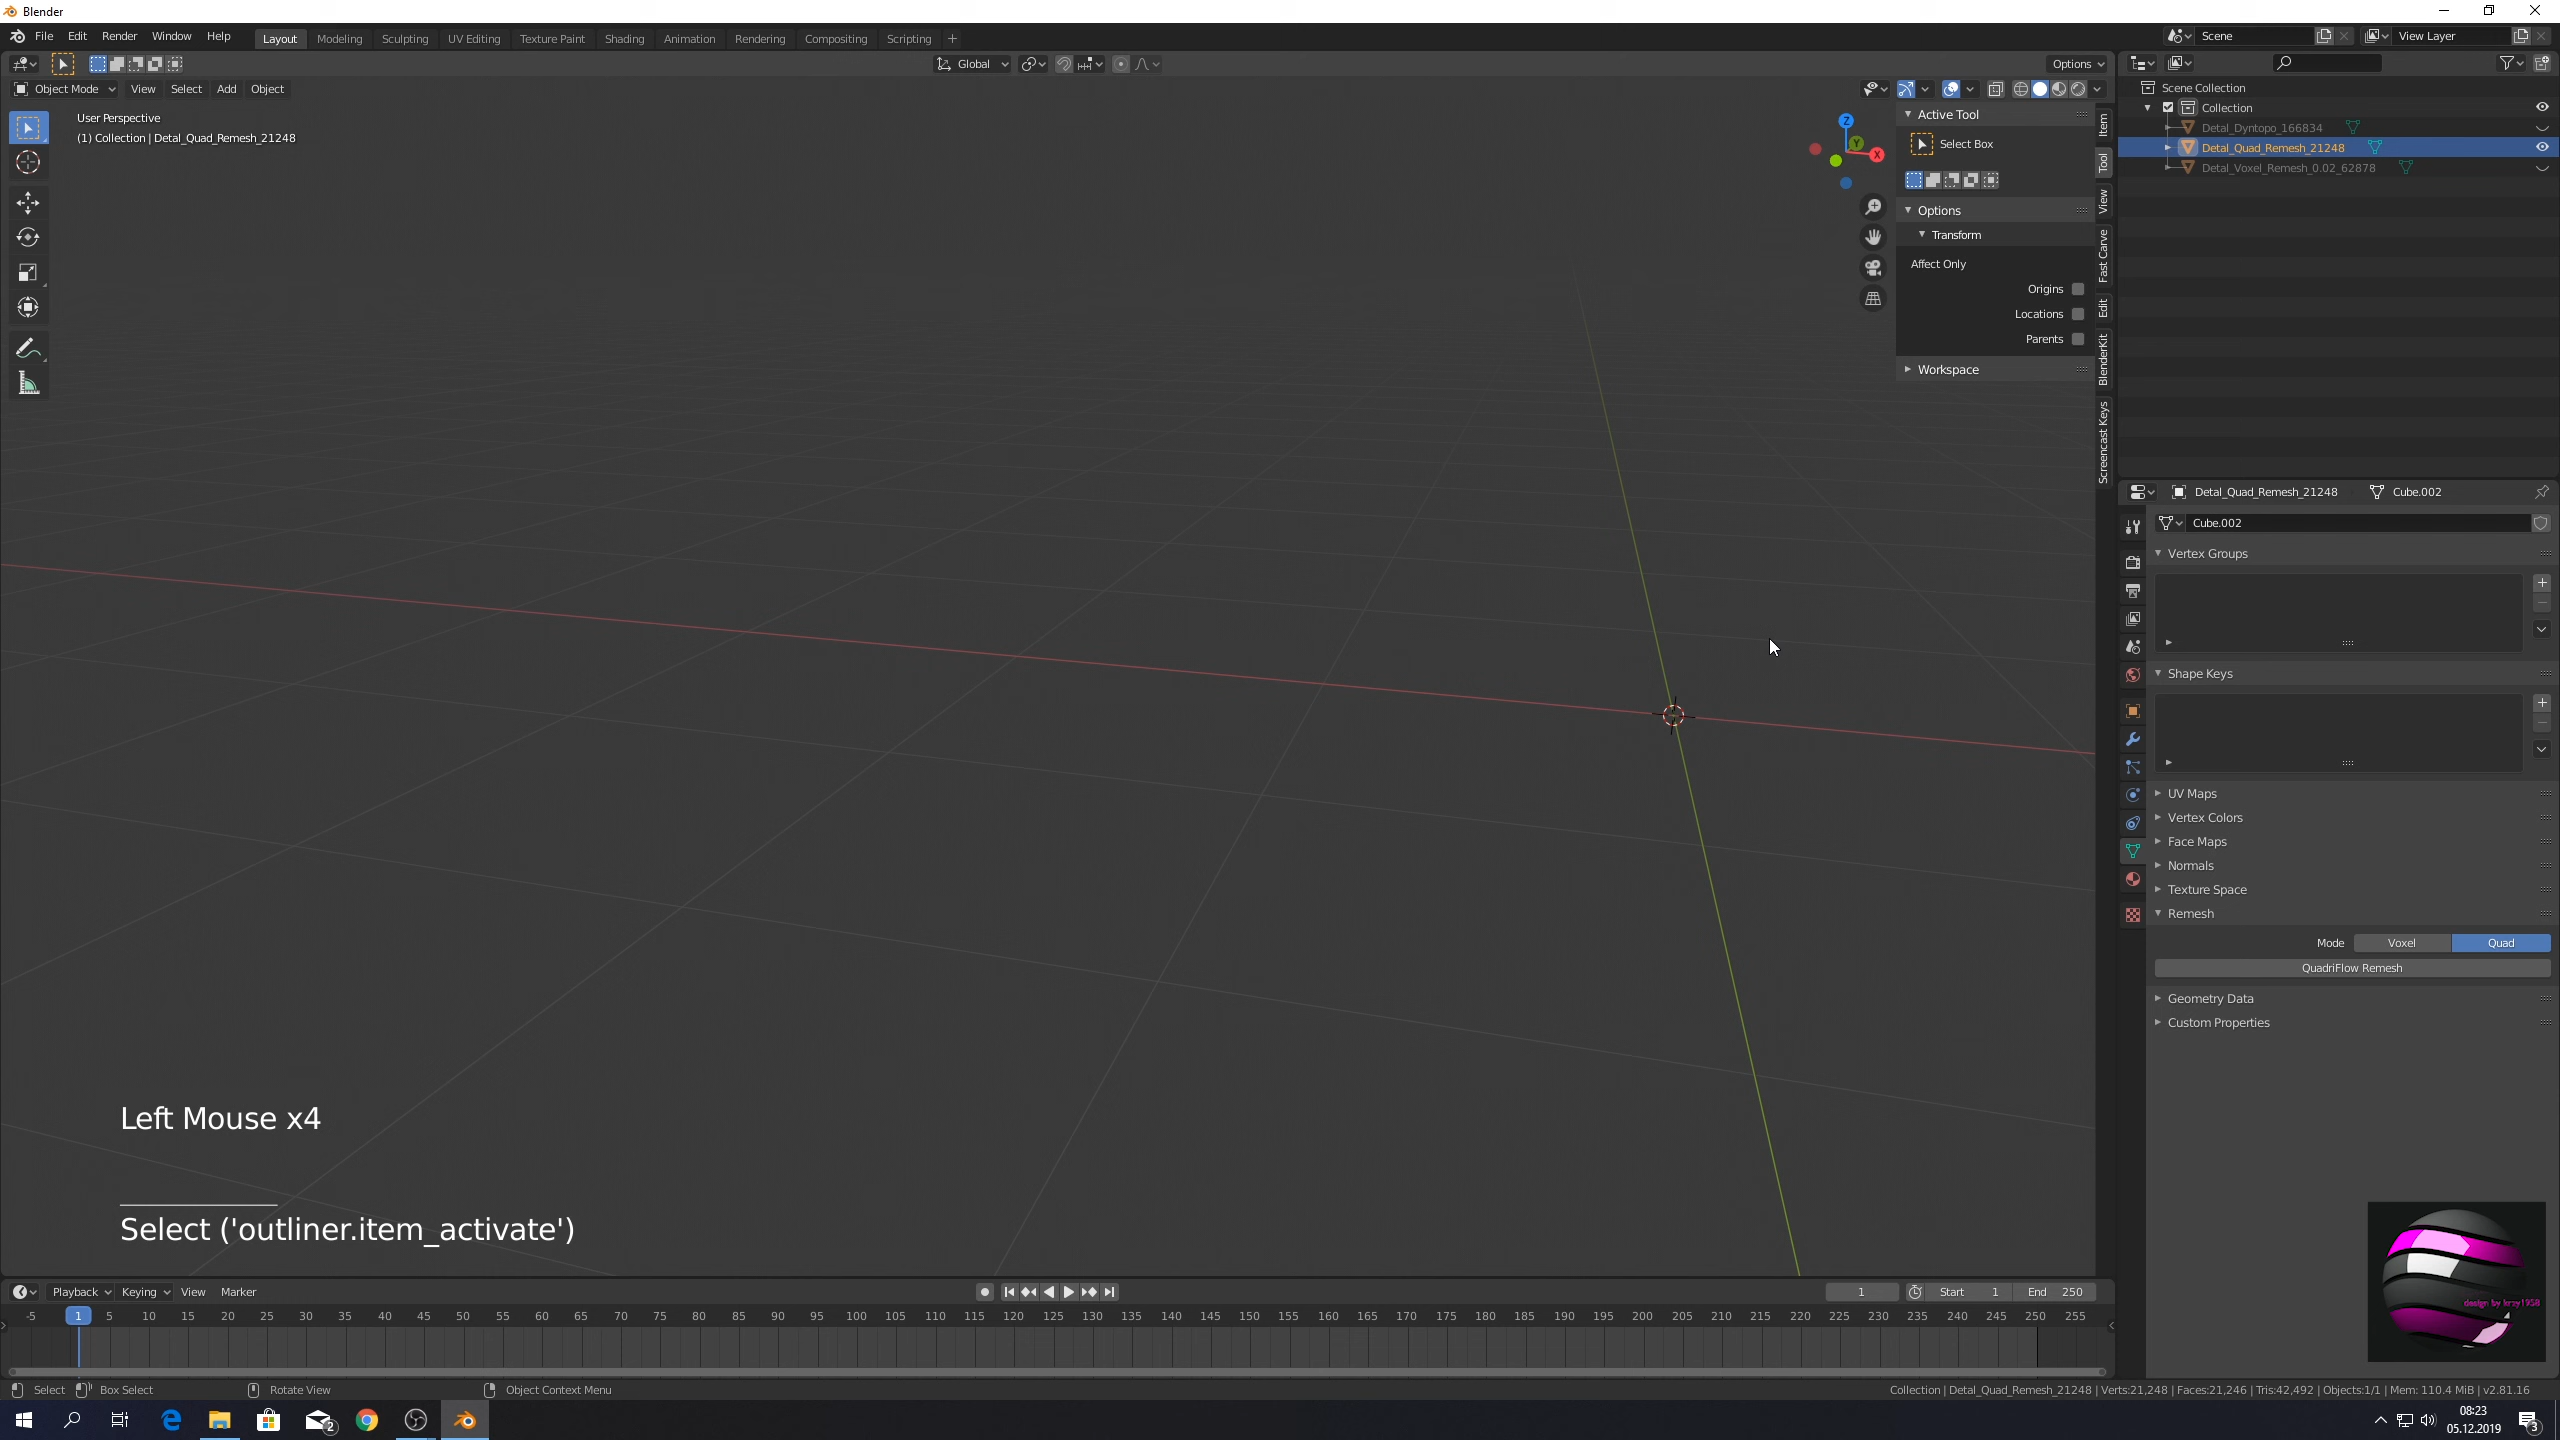 Blender
File Edit Render Window Help Layout Modeling Sculpting UV Editing Texture Paint Shading Animation Rendering Compositing Scripting + Scene View Layer
Global Options
Object Mode View Select Add Object
User Perspective
(1) Collection | Detal_Quad_Remesh_21248
Z
Y
X
Active Tool
Select Box
Options
Transform
Affect Only
Origins
Locations
Parents
Workspace
Item
Tool
View
Fast Carve
Edit
BlenderKit
Screencast Keys
Scene Collection
Collection
Detal_Dyntopo_166834
Detal_Quad_Remesh_21248
Detal_Voxel_Remesh_0.02_62878
Detal_Quad_Remesh_21248 Cube.002
Cube.002
Vertex Groups
Shape Keys
UV Maps
Vertex Colors
Face Maps
Normals
Texture Space
Remesh
Mode Voxel Quad
QuadriFlow Remesh
Geometry Data
Custom Properties
design by krzy1958
Left Mouse x4
Select ('outliner.item_activate')
Playback Keying View Marker 1 Start 1 End 250
-5 1 5 10 15 20 25 30 35 40 45 50 55 60 65 70 75 80 85 90 95 100 105 110 115 120 125 130 135 140 145 150 155 160 165 170 175 180 185 190 195 200 205 210 215 220 225 230 235 240 245 250 255
Select Box Select Rotate View Object Context Menu Collection | Detal_Quad_Remesh_21248 | Verts:21,248 | Faces:21,246 | Tris:42,492 | Objects:1/1 | Mem: 110.4 MiB | v2.81.16
2
08:23
05.12.2019
3